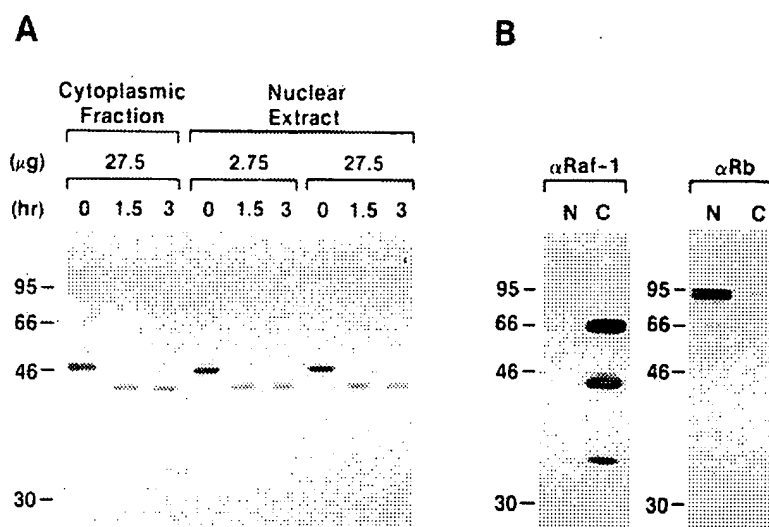 A
Cytoplasmic
Fraction
Nuclear
Extract
(μg) 27.5 2.75 27.5
(hr) 0 1.5 3 0 1.5 3 0 1.5 3
95
66
46
30
B
αRaf-1 αRb
N C N C
95 95
66 66
46 46
30 30